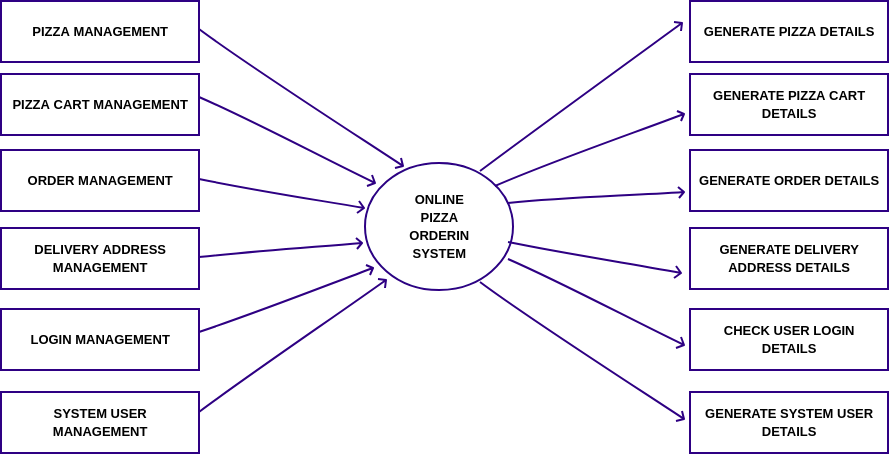 PIZZA MANAGEMENT
PIZZA CART MANAGEMENT
ORDER MANAGEMENT
DELIVERY ADDRESS
MANAGEMENT
LOGIN MANAGEMENT
SYSTEM USER
MANAGEMENT
ONLINE
PIZZA
ORDERIN
SYSTEM
GENERATE PIZZA DETAILS
GENERATE PIZZA CART
DETAILS
GENERATE ORDER DETAILS
GENERATE DELIVERY
ADDRESS DETAILS
CHECK USER LOGIN
DETAILS
GENERATE SYSTEM USER
DETAILS